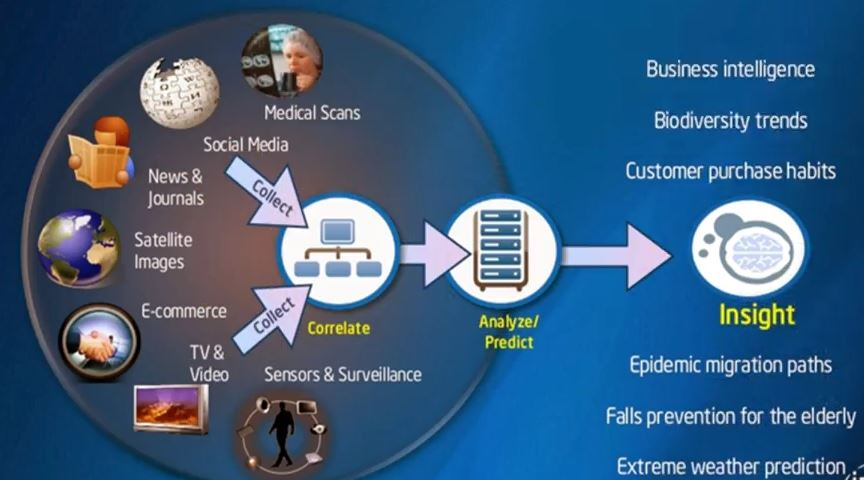 Medical Scans
Social Media
News &
Journals
Satellite
Images
E-commerce
TV &
Video
Sensors & Surveillance
Collect
Collect
Correlate
Analyze/
Predict
Business intelligence
Biodiversity trends
Customer purchase habits
Insight
Epidemic migration paths
Falls prevention for the elderly
Extreme weather prediction